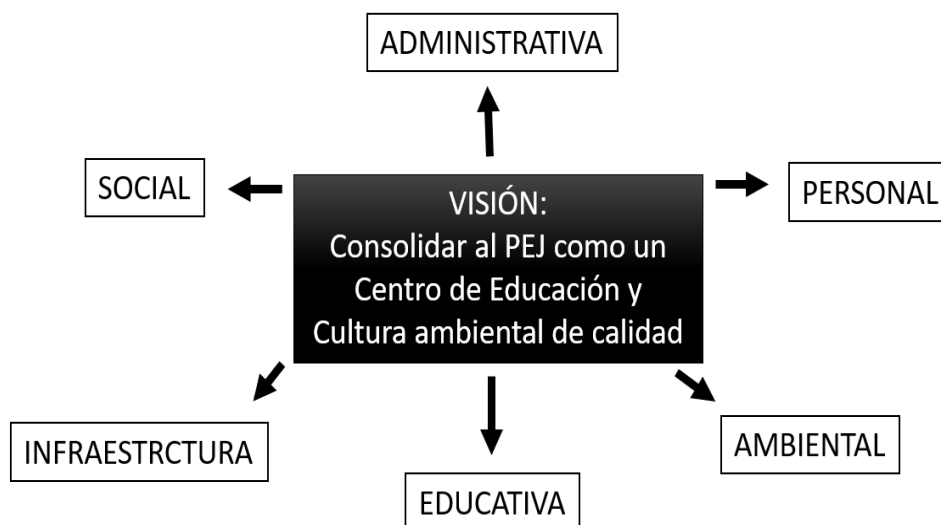 ADMINISTRATIVA
SOCIAL
PERSONAL
VISIÓN:
Consolidar al PEJ como un
Centro de Educación y
Cultura ambiental de calidad
INFRAESTRCTURA
AMBIENTAL
EDUCATIVA